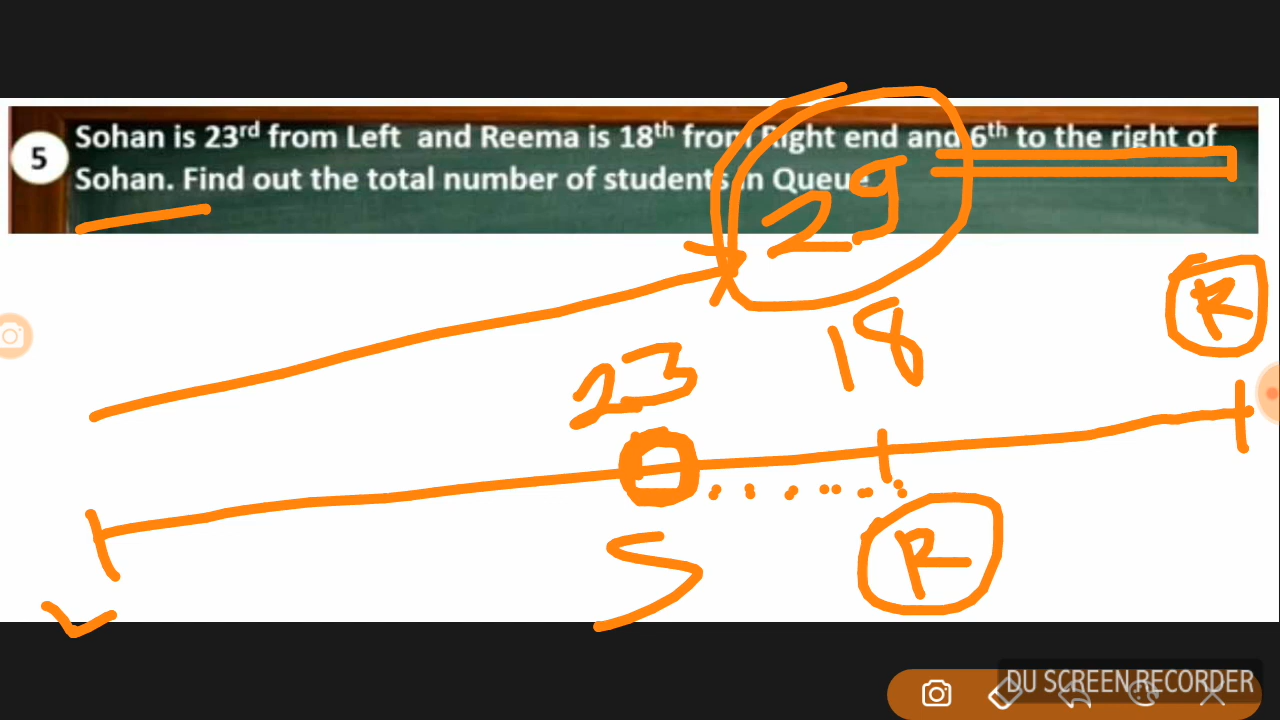 5
Sohan is 23rd from Left and Reema is 18th from Right end and 6th to the right of
Sohan. Find out the total number of students in Queue
29
18
R
23
S
R
DU SCREEN RECORDER